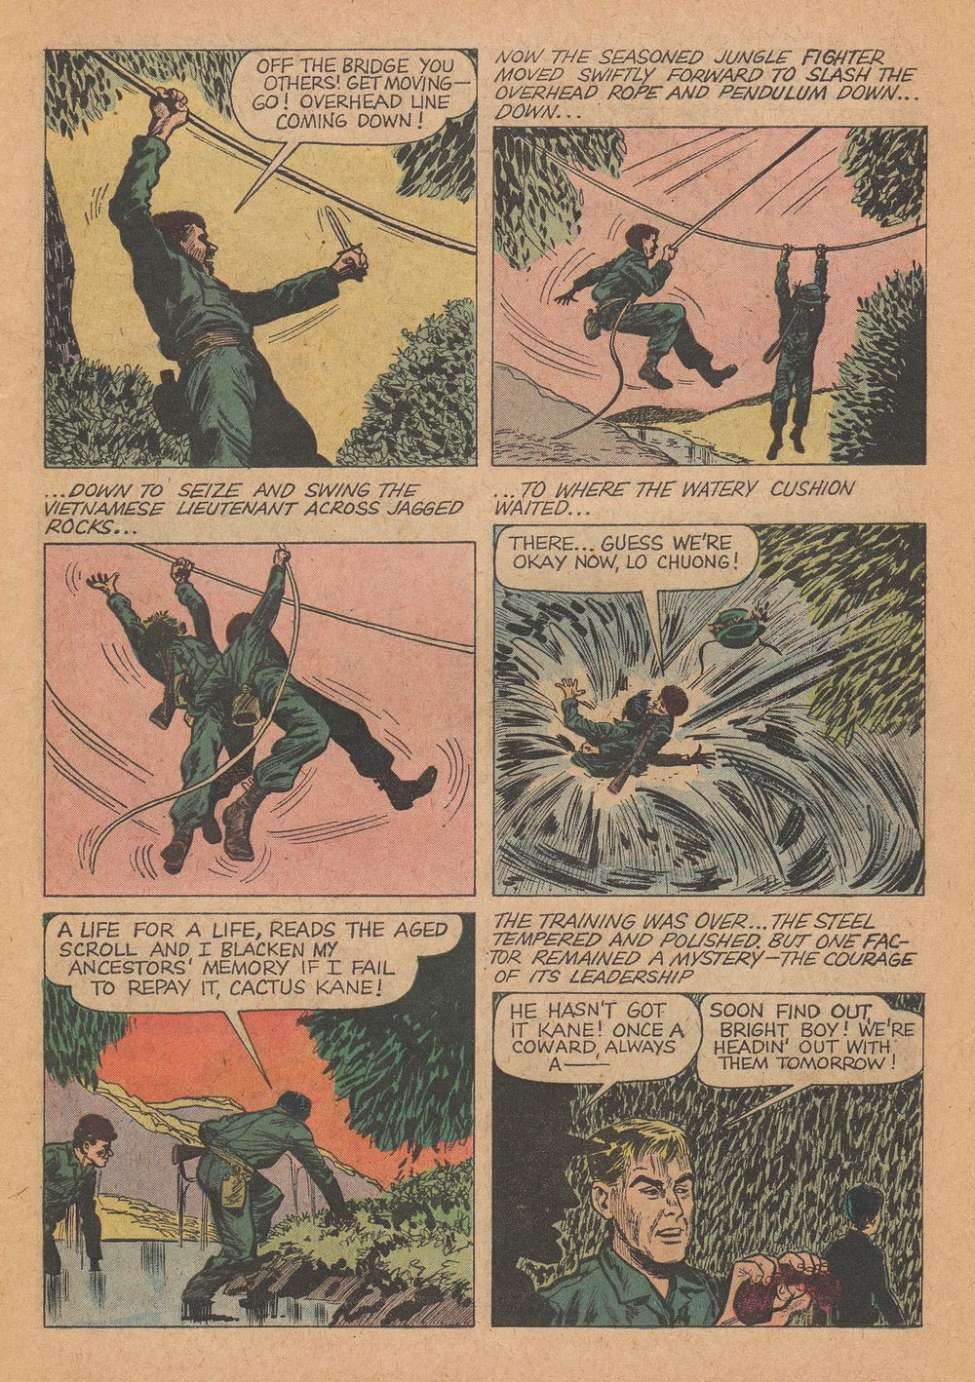 OFF THE BRIDGE YOU
OTHERS! GET MOVING—
GO! OVERHEAD LINE
COMING DOWN!
NOW THE SEASONED JUNGLE FIGHTER
MOVED SWIFTLY FORWARD TO SLASH THE
OVERHEAD ROPE AND PENDULUM DOWN...
DOWN...
...DOWN TO SEIZE AND SWING THE
VIETNAMESE LIEUTENANT ACROSS JAGGED
ROCKS...
...TO WHERE THE WATERY CUSHION
WAITED...
THERE... GUESS WE'RE
OKAY NOW, LO CHUONG!
A LIFE FOR A LIFE, READS THE AGED
SCROLL AND I BLACKEN MY
ANCESTORS' MEMORY IF I FAIL
TO REPAY IT, CACTUS KANE!
THE TRAINING WAS OVER... THE STEEL
TEMPERED AND POLISHED. BUT ONE FAC-
TOR REMAINED A MYSTERY—THE COURAGE
OF ITS LEADERSHIP
HE HASN'T GOT
IT KANE! ONCE A
COWARD, ALWAYS
A——
SOON FIND OUT,
BRIGHT BOY! WE'RE
HEADIN' OUT WITH
THEM TOMORROW!